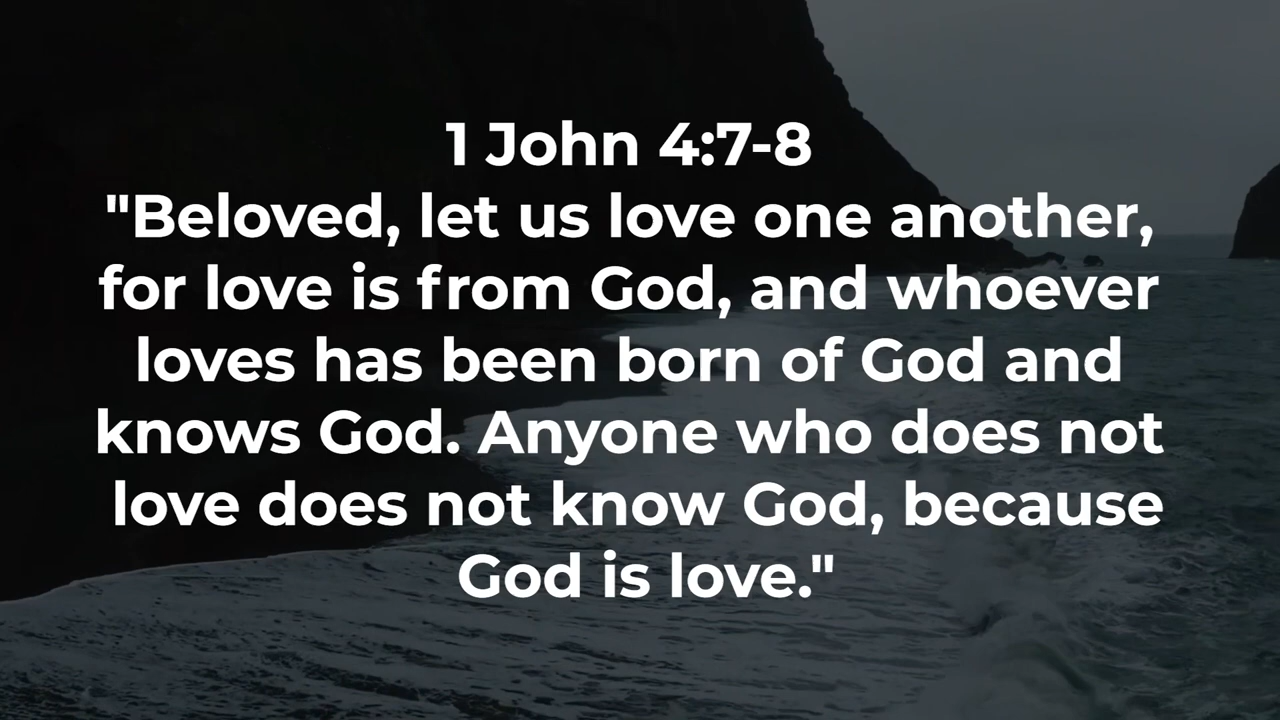 1 John 4:7-8
"Beloved, let us love one another,
for love is from God, and whoever
loves has been born of God and
knows God. Anyone who does not
love does not know God, because
God is love."